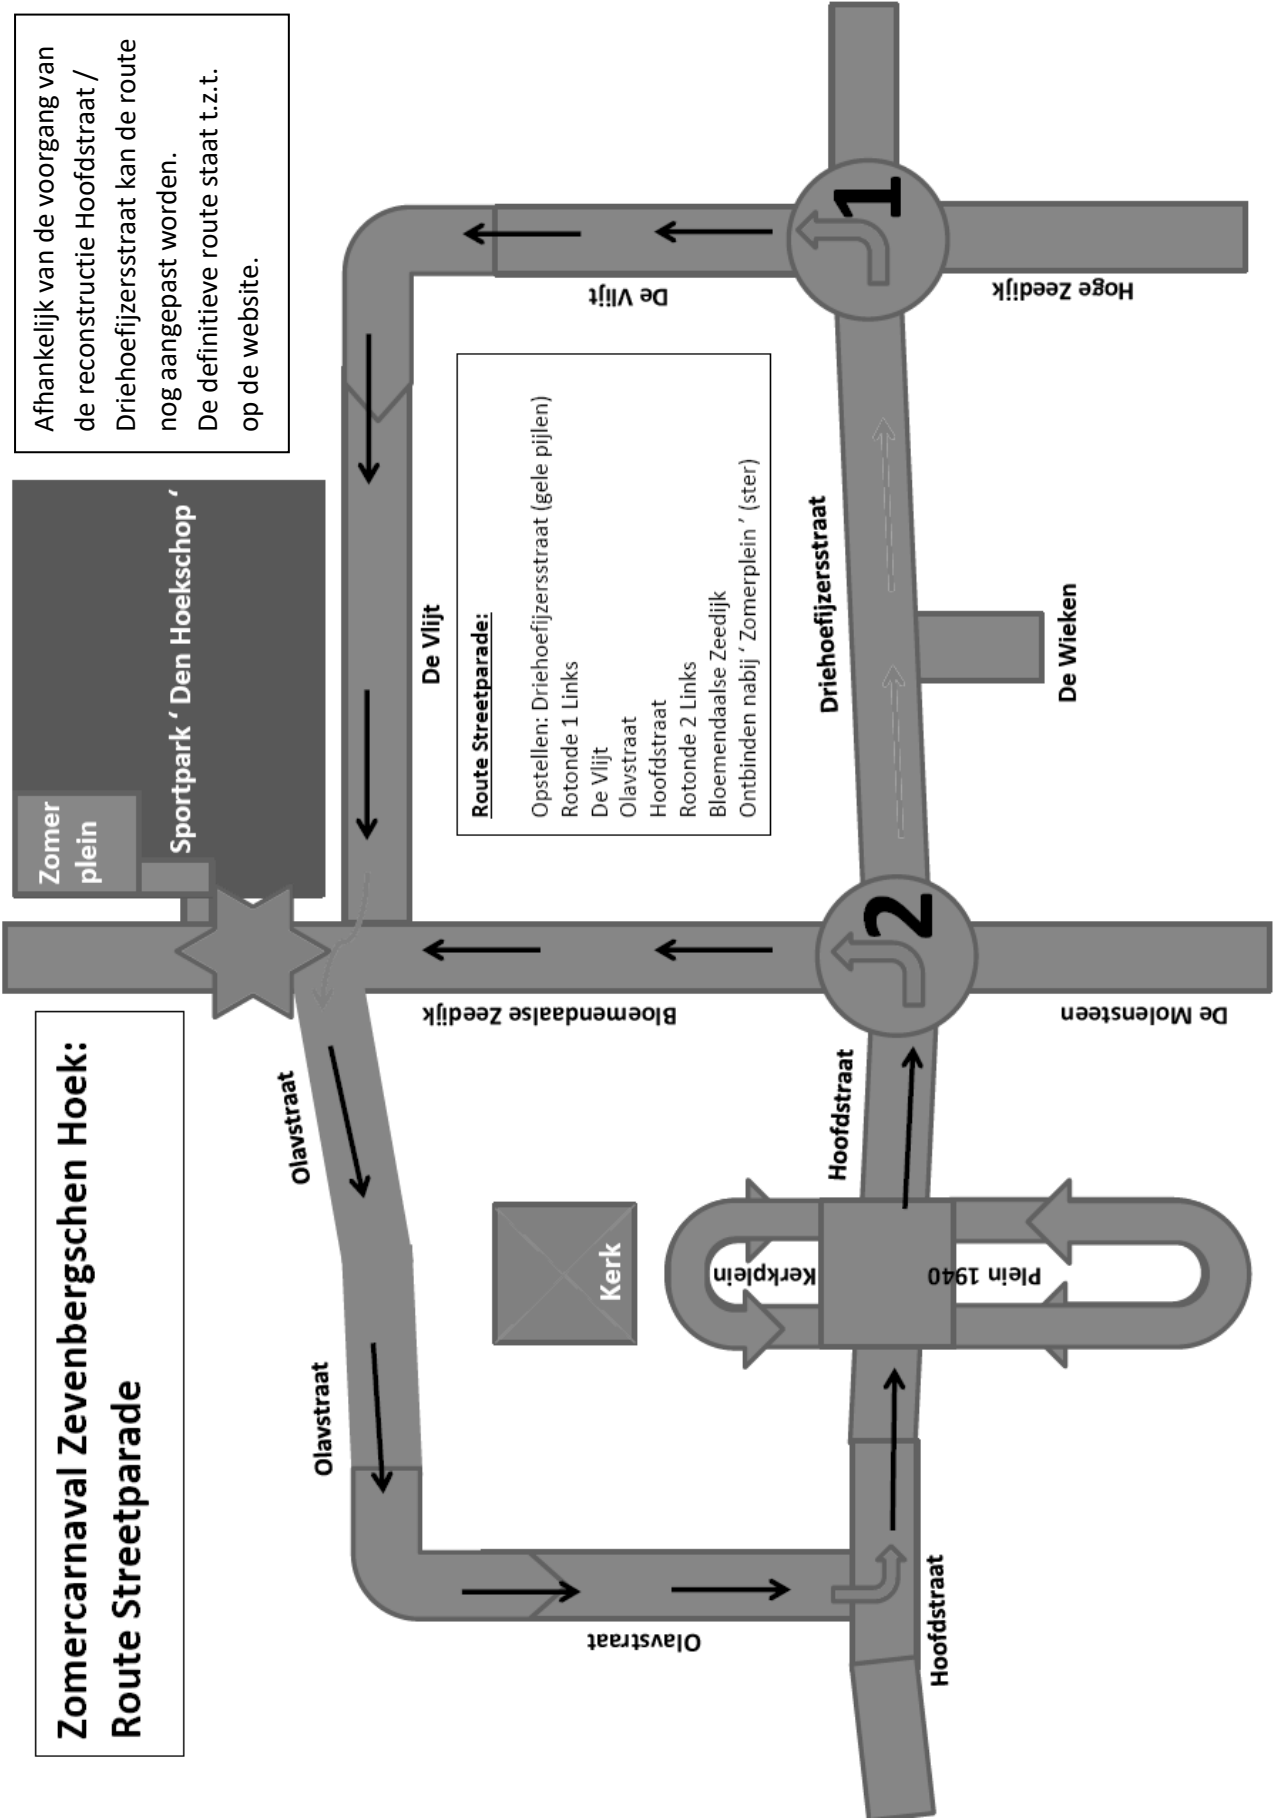 Zomercarnaval Zevenbergschen Hoek:
Route Streetparade
Zomer
plein
Sportpark ‘ Den Hoekschop ‘
Afhankelijk van de voorgang van
de reconstructie Hoofdstraat /
Driehoefijzersstraat kan de route
nog aangepast worden.
De definitieve route staat t.z.t.
op de website.
Olavstraat
Olavstraat
De Vlijt
Route Streetparade:
Opstellen: Driehoefijzersstraat (gele pijlen)
Rotonde 1 Links
De Vlijt
Olavstraat
Hoofdstraat
Rotonde 2 Links
Bloemendaalse Zeedijk
Ontbinden nabij ‘ Zomerplein ’ (ster)
Olavstraat
Kerk
Bloemendaalse Zeedijk
De Vlijt
Kerkplein
Hoofdstraat
Driehoefijzersstraat
2
1
Hoofdstraat
Plein 1940
De Molensteen
De Wieken
Hoge Zeedijk